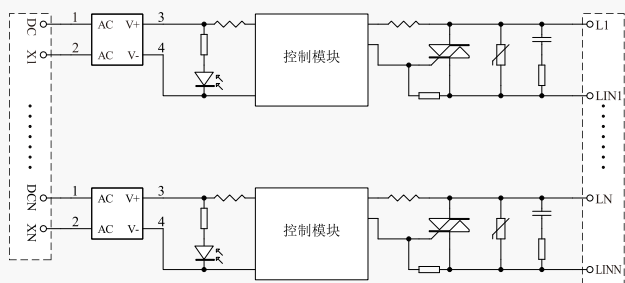 DC 1 AC V+ 3 控制模块 L1
X1 2 AC V- 4 LIN1
DCN 1 AC V+ 3 控制模块 LN
XN 2 AC V- 4 LINN